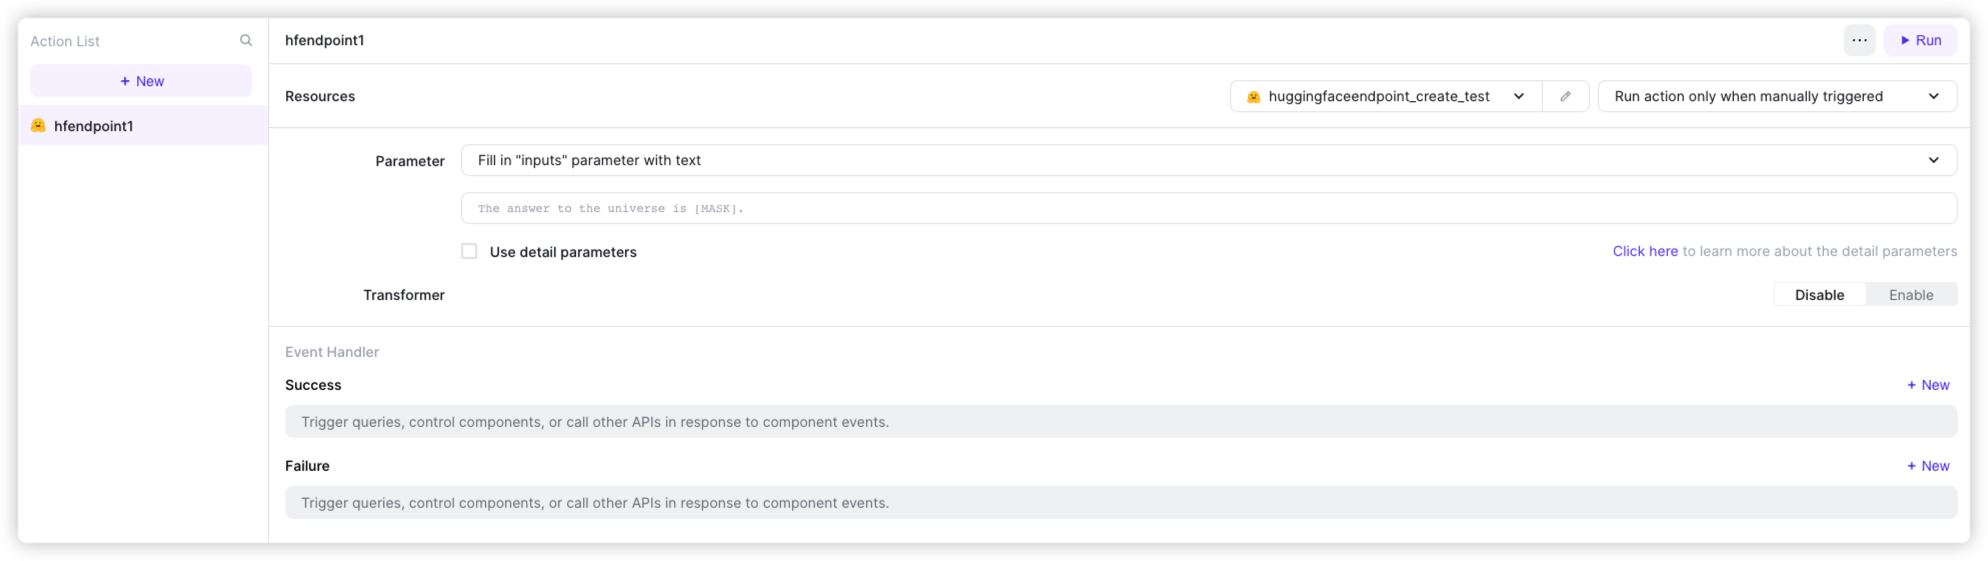 Action List
+ New
hfendpoint1
hfendpoint1
... Run
Resources
huggingfaceendpoint_create_test
Run action only when manually triggered
Parameter
Fill in "inputs" parameter with text
The answer to the universe is [MASK].
Use detail parameters
Click here to learn more about the detail parameters
Transformer
Disable Enable
Event Handler
Success
+ New
Trigger queries, control components, or call other APIs in response to component events.
Failure
+ New
Trigger queries, control components, or call other APIs in response to component events.